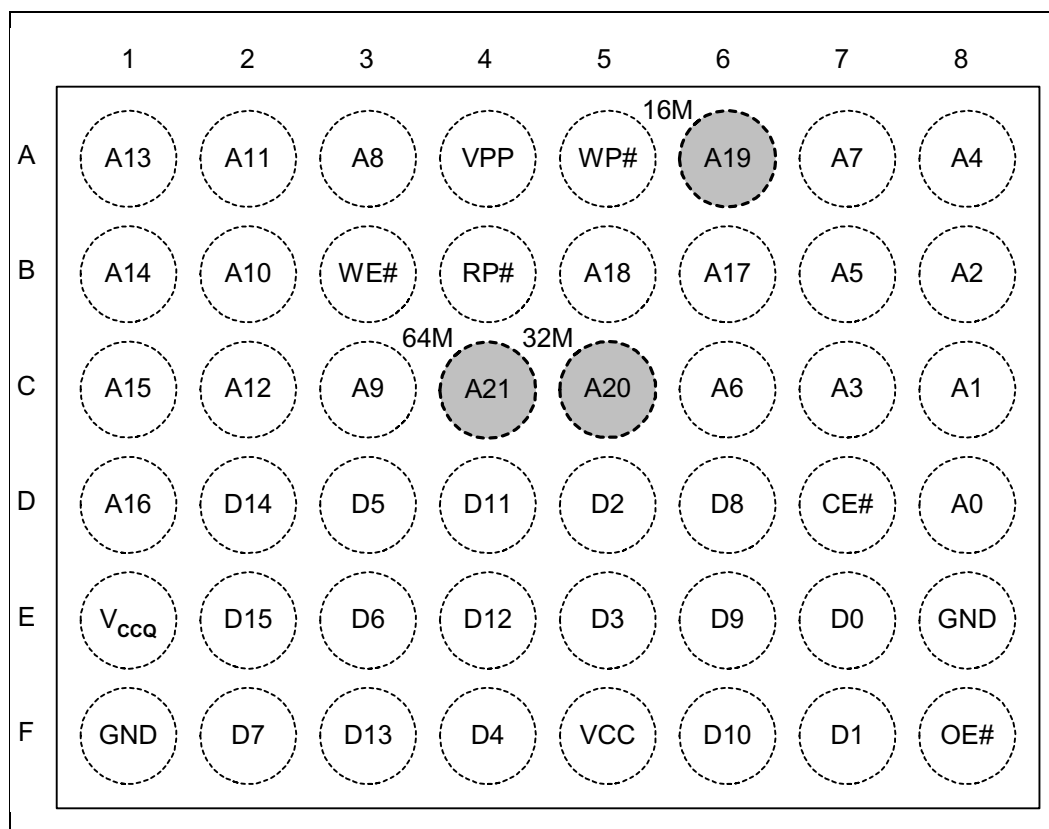 1 2 3 4 5 6 7 8
16M
A A13 A11 A8 VPP WP# A19 A7 A4
B A14 A10 WE# RP# A18 A17 A5 A2
64M 32M
C A15 A12 A9 A21 A20 A6 A3 A1
D A16 D14 D5 D11 D2 D8 CE# A0
E VCCQ D15 D6 D12 D3 D9 D0 GND
F GND D7 D13 D4 VCC D10 D1 OE#